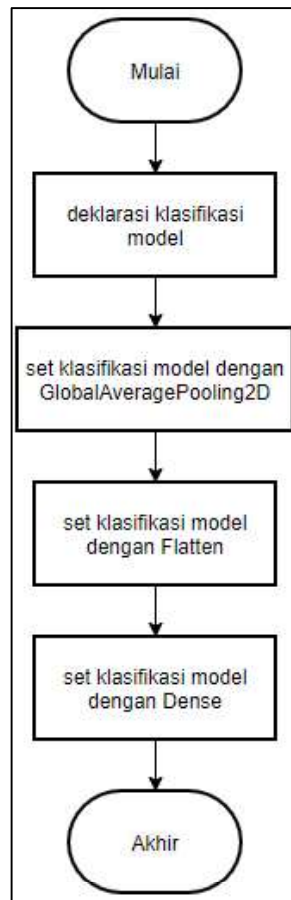 Mulai
deklarasi klasifikasi
model
set klasifikasi model dengan
GlobalAveragePooling2D
set klasifikasi model
dengan Flatten
set klasifikasi model
dengan Dense
Akhir